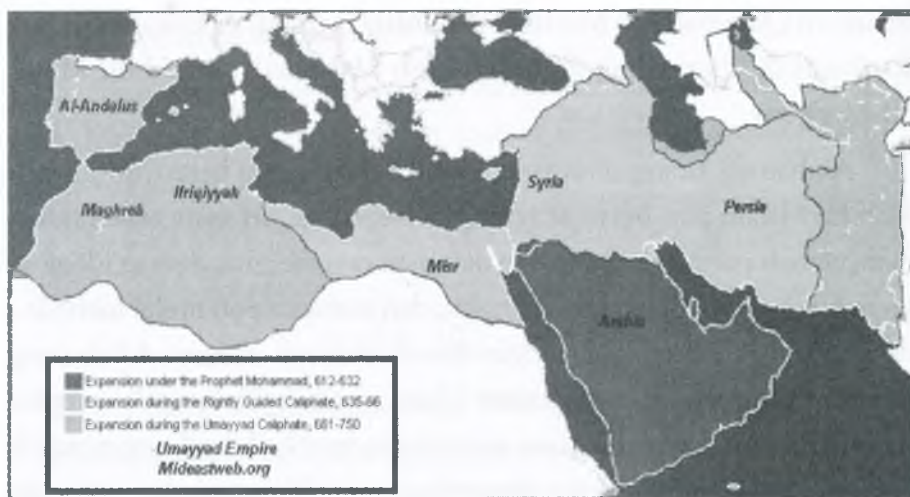 Al-Andalus
Maghreb
Ifriqiyyah
Misr
Syria
Persia
Arabia
Expansion under the Prophet Mohammad, 612-632
Expansion during the Rightly Guided Caliphate, 635-66
Expansion during the Umayyad Caliphate, 661-750
Umayyad Empire
Mideastweb.org